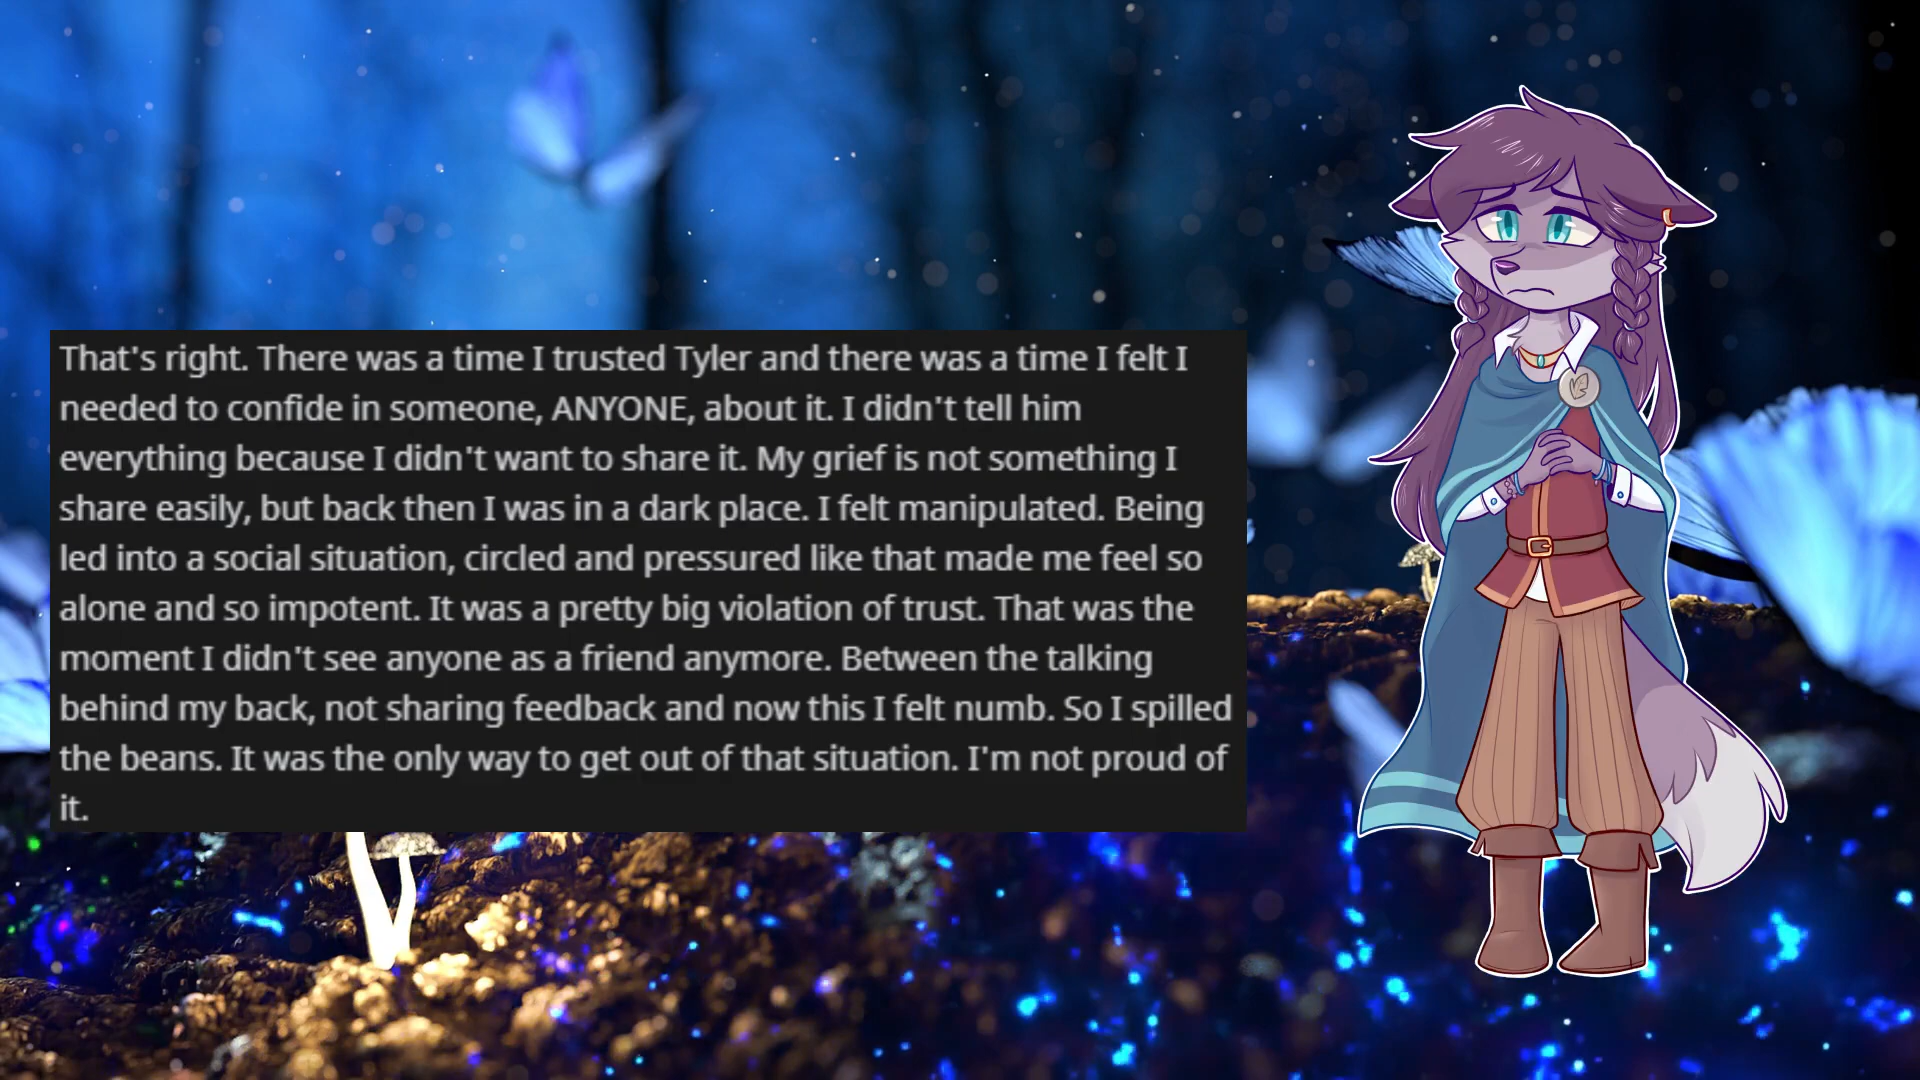 That's right. There was a time I trusted Tyler and there was a time I felt I
needed to confide in someone, ANYONE, about it. I didn't tell him
everything because I didn't want to share it. My grief is not something I
share easily, but back then I was in a dark place. I felt manipulated. Being
led into a social situation, circled and pressured like that made me feel so
alone and so impotent. It was a pretty big violation of trust. That was the
moment I didn't see anyone as a friend anymore. Between the talking
behind my back, not sharing feedback and now this I felt numb. So I spilled
the beans. It was the only way to get out of that situation. I'm not proud of
it.